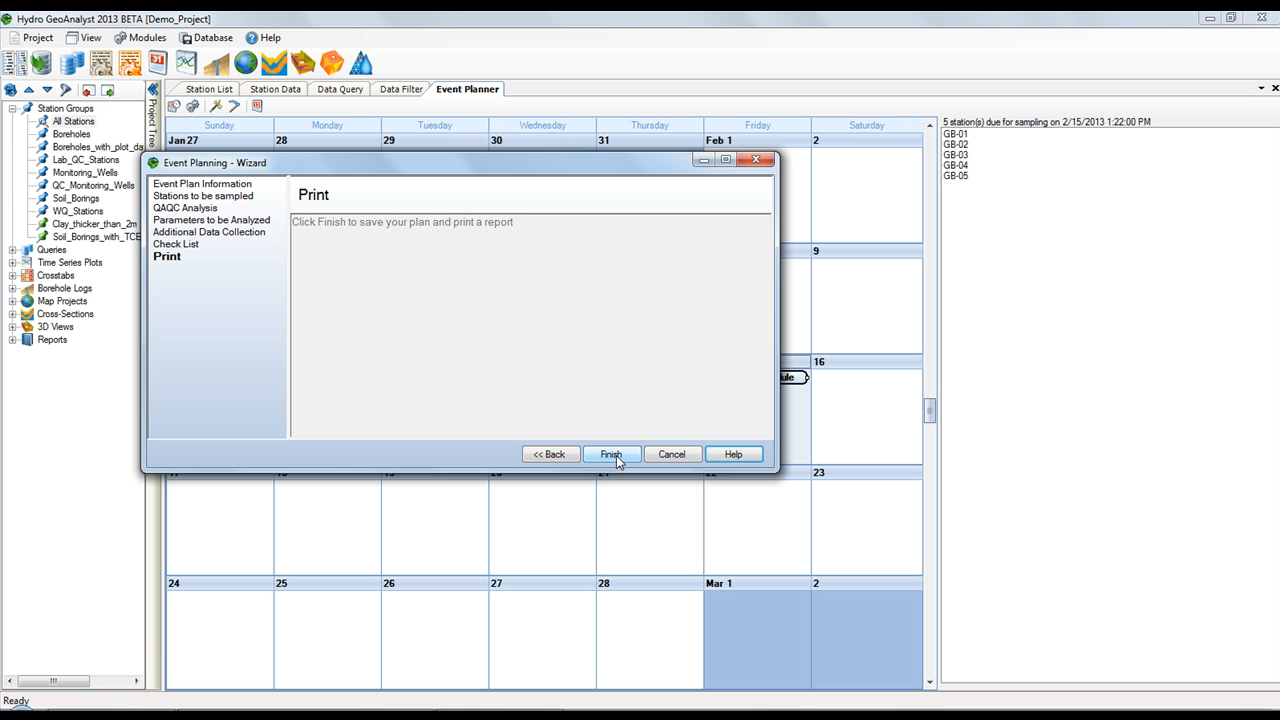 Hydro GeoAnalyst 2013 BETA [Demo_Project]
Project View Modules Database Help
Station List Station Data Data Query Data Filter Event Planner
Station Groups
All Stations
Boreholes
Boreholes_with_plot_da
Lab_QC_Stations
Monitoring_Wells
QC_Monitoring_Wells
Soil_Borings
WQ_Stations
Clay_thicker_than_2m
Soil_Borings_with_TCE
Queries
Time Series Plots
Crosstabs
Borehole Logs
Map Projects
Cross-Sections
3D Views
Reports
Project Tree
Sunday Monday Tuesday Wednesday Thursday Friday Saturday
Jan 27 28 29 30 31 Feb 1 2
9
16
23
24 25 26 27 28 Mar 1 2
5 station(s) due for sampling on 2/15/2013 1:22:00 PM
GB-01
GB-02
GB-03
GB-04
GB-05
Event Planning - Wizard
Event Plan Information
Stations to be sampled
QAQC Analysis
Parameters to be Analyzed
Additional Data Collection
Check List
Print
Print
Click Finish to save your plan and print a report
<< Back Finish Cancel Help
Ready